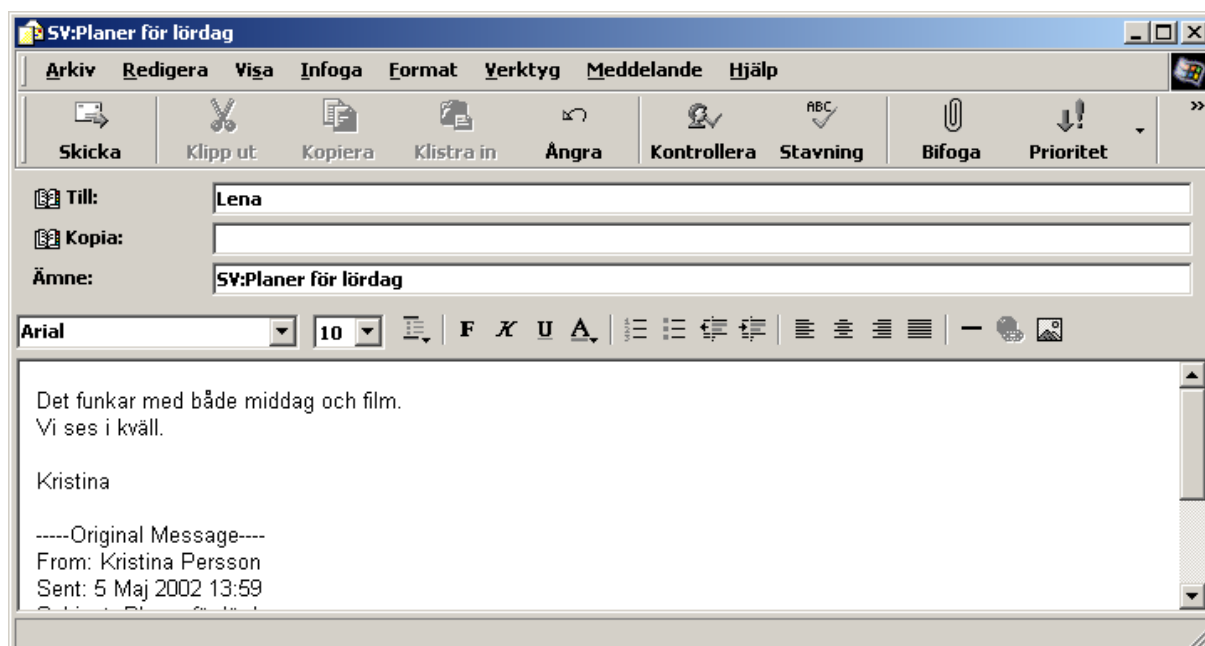 SV:Planer för lördag
Arkiv Redigera Visa Infoga Format Verktyg Meddelande Hjälp
ABC
Skicka Klipp ut Kopiera Klistra in Ångra Kontrollera Stavning Bifoga Prioritet
Till: Lena
Kopia:
Ämne: SV:Planer för lördag
Arial 10 F K U A
Det funkar med både middag och film.
Vi ses i kväll.
Kristina
-----Original Message----
From: Kristina Persson
Sent: 5 Maj 2002 13:59